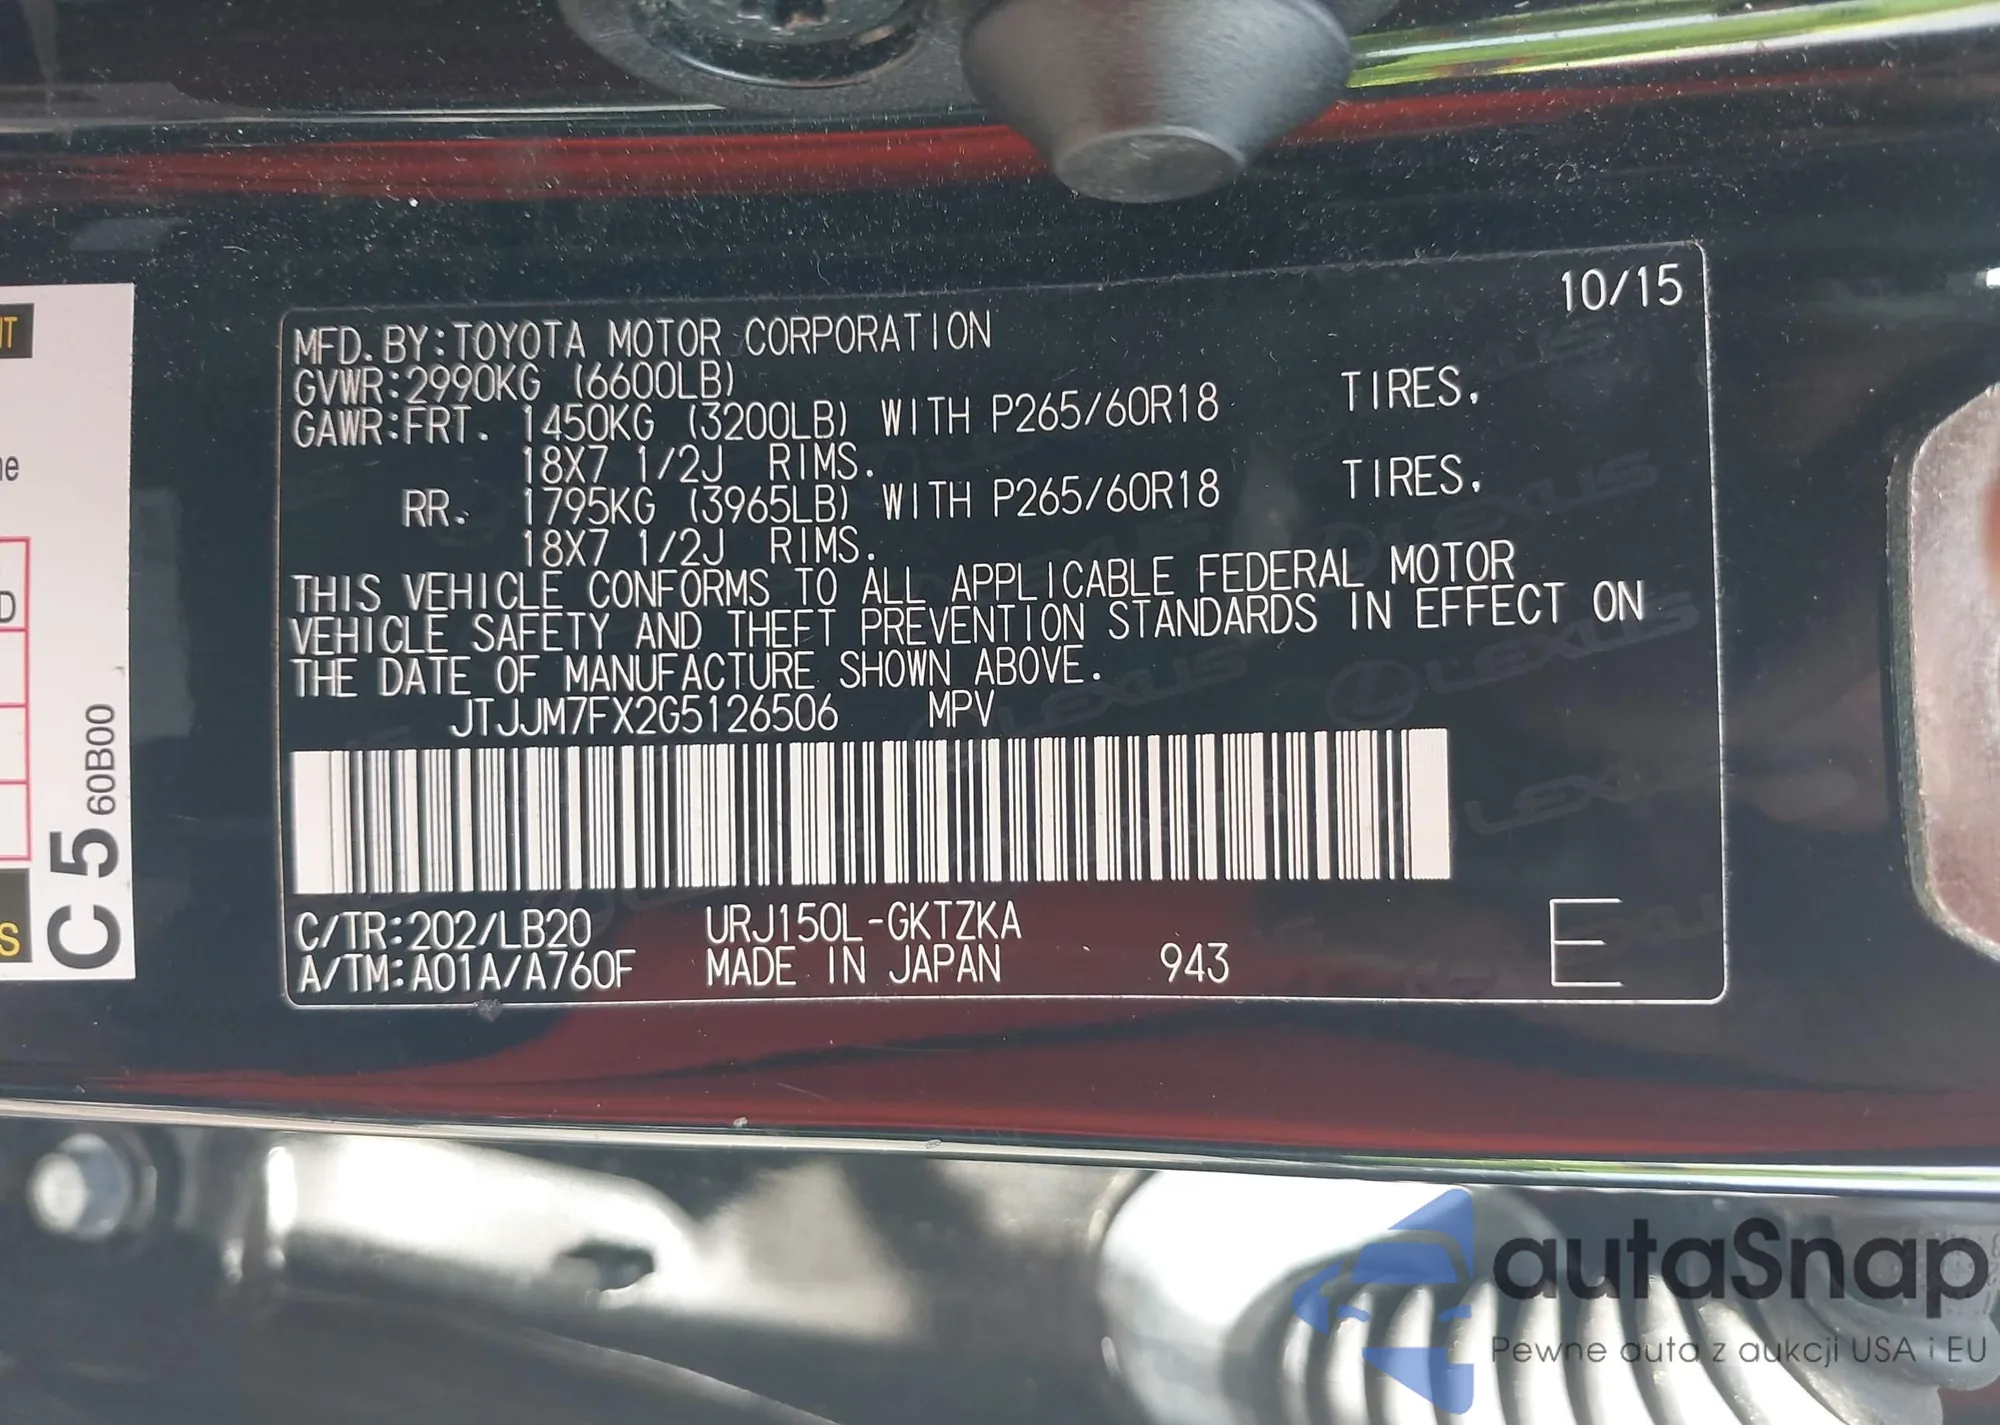 10/15
MFD. BY:TOYOTA MOTOR CORPORATION
GVWR:2990KG (6600LB)
GAWR:FRT. 1450KG (3200LB) WITH P265/60R18 TIRES.
18X7 1/2J RIMS.
RR. 1795KG (3965LB) WITH P265/60R18 TIRES.
18X7 1/2J RIMS.
THIS VEHICLE CONFORMS TO ALL APPLICABLE FEDERAL MOTOR
VEHICLE SAFETY AND THEFT PREVENTION STANDARDS IN EFFECT ON
THE DATE OF MANUFACTURE SHOWN ABOVE.
JTJJM7FX2G5126506 MPV
C/TR:202/LB20 URJ150L-GKTZKA
A/TM:A01A/A760F MADE IN JAPAN 943 E
C5 60B00
LEXUS
LEXUS
LEXUS
autaSnap
Pewne auta z aukcji USA i EU